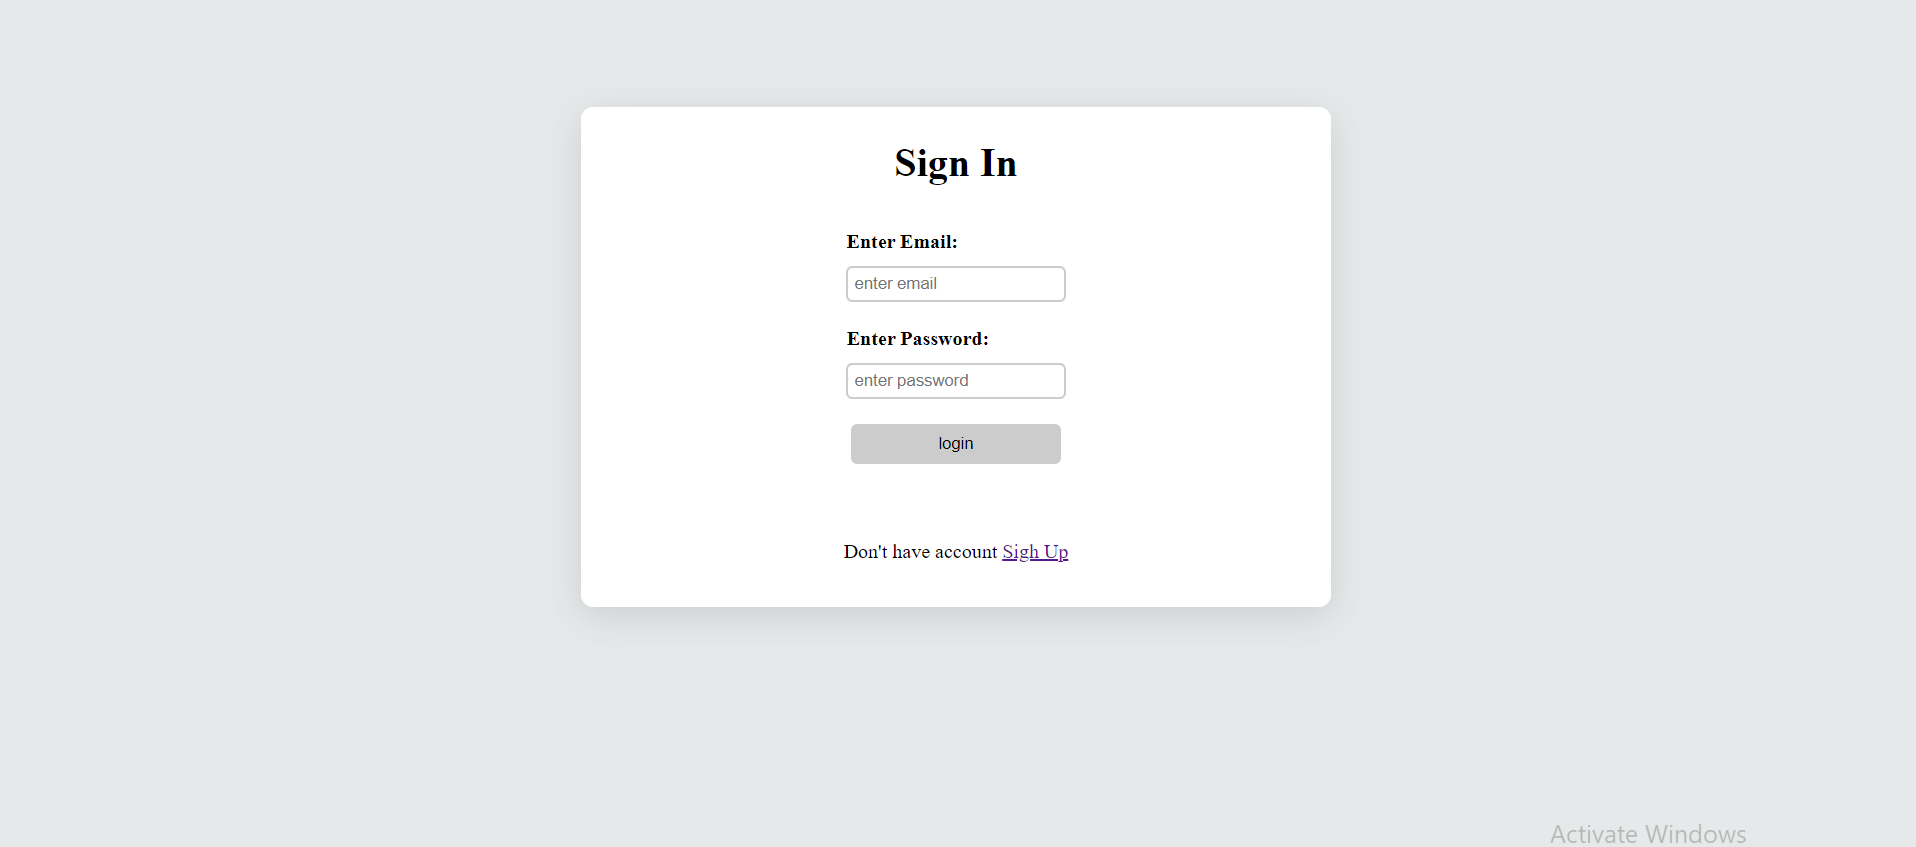 Sign In
Enter Email:
enter email
Enter Password:
enter password
login
Don't have account Sigh Up
Activate Windows